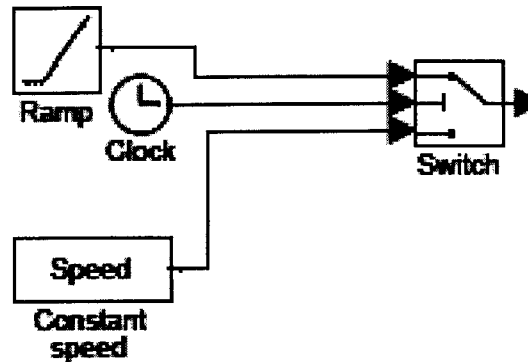 Ramp
Clock
Switch
Speed
Constant
speed